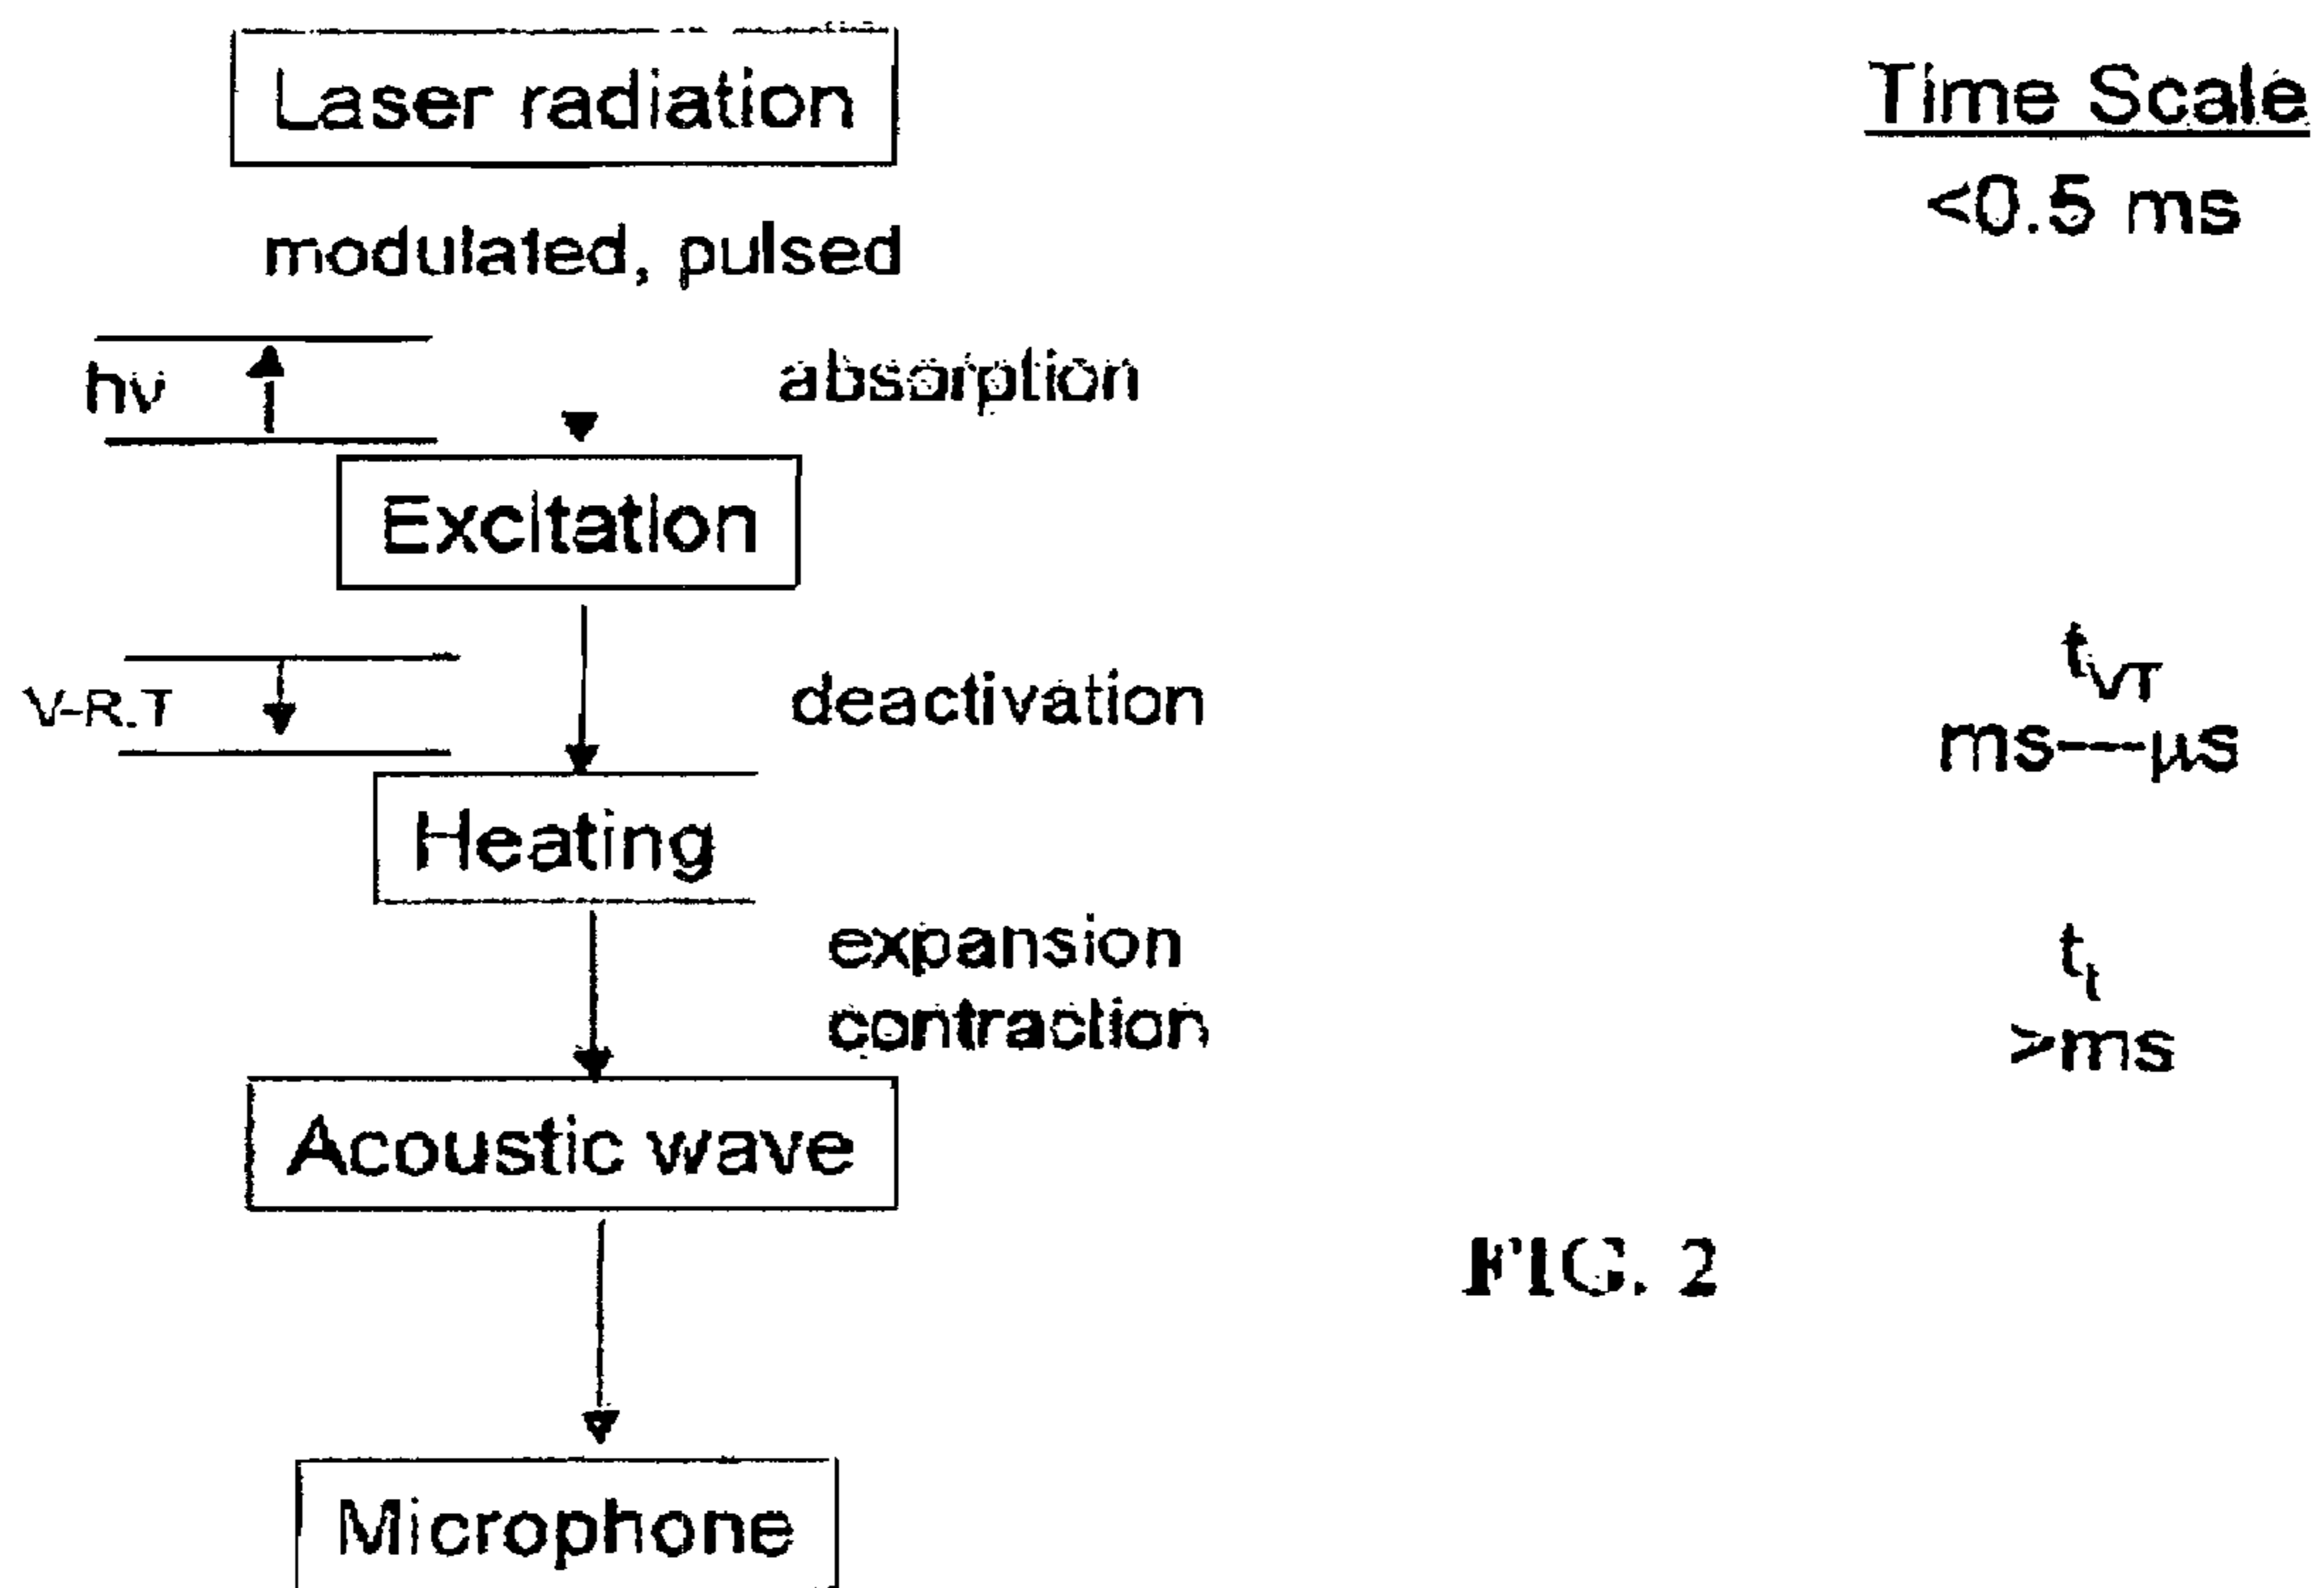 Laser radiation
Time Scale
<0.5 ms
modulated, pulsed
hν
absorption
Excitation
V-R.T
deactivation
tVT
ms—μs
Heating
expansion
contraction
tt
>ms
Acoustic wave
FIG. 2
Microphone